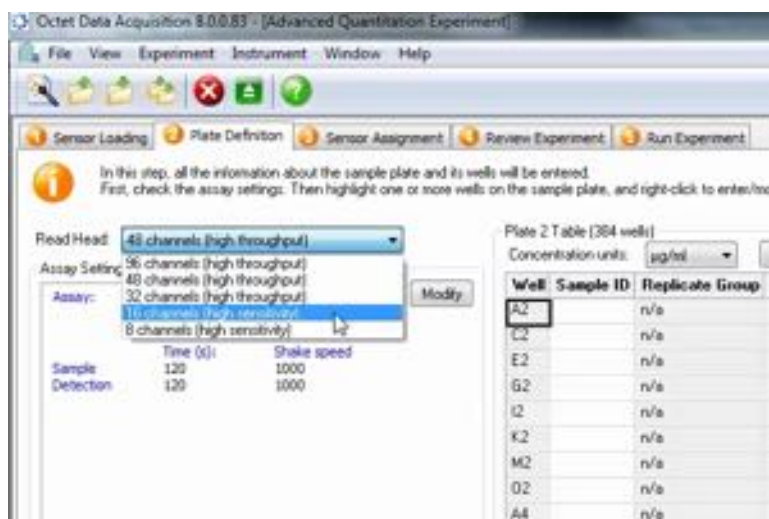 Octet Data Acquisition 8.0.0.83 - [Advanced Quantitation Experiment]
File View Experiment Instrument Window Help
Sensor Loading Plate Definition Sensor Assignment Review Experiment Run Experiment
In this step, all the information about the sample plate and its wells will be entered.
First, check the assay settings. Then highlight one or more wells on the sample plate, and right-click to enter/mo
Read Head: 48 channels (high throughput)
96 channels (high throughput)
48 channels (high throughput)
32 channels (high throughput)
16 channels (high sensitivity)
8 channels (high sensitivity)
Assay Setting
Assay:
Modify
Time (s): Shake speed
Sample 120 1000
Detection 120 1000
Plate 2 Table (384 wells)
Concentration units: µg/ml
Well Sample ID Replicate Group
A2 n/a
C2 n/a
E2 n/a
G2 n/a
I2 n/a
K2 n/a
M2 n/a
O2 n/a
A4 n/a